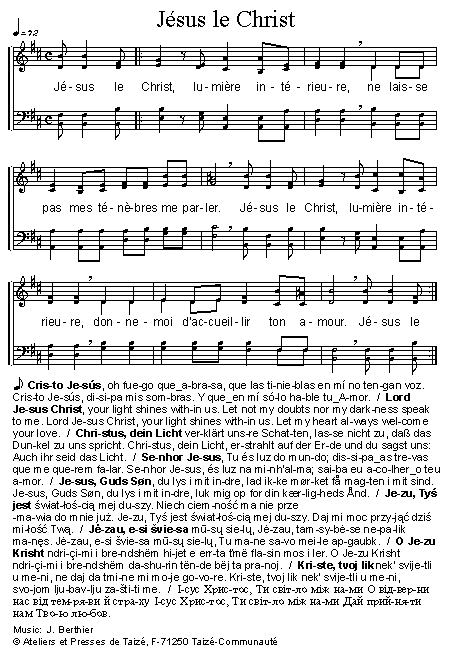 Jésus le Christ
♩=72
Jé-sus le Christ, lu-mière in-té-rieu-re, ne lais-se
pas mes té-nè-bres me par-ler. Jé-sus le Christ, lu-mière in-té-
rieu-re, don-ne-moi d'ac-cueil-lir ton a-mour. Jé-sus le
Cris-to Je-sús, oh fue-go que_a-bra-sa, que las ti-nie-blas en mí no ten-gan voz.
Cris-to Je-sús, di-si-pa mis som-bras. Y que_en mí só-lo ha-ble tu_A-mor. / Lord
Je-sus Christ, your light shines with-in us. Let not my doubts nor my dark-ness speak
to me. Lord Je-sus Christ, your light shines with-in us. Let my heart al-ways wel-come
your love. / Chri-stus, dein Licht ver-klärt uns-re Schat-ten, las-se nicht zu, daß das
Dun-kel zu uns spricht. Chri-stus, dein Licht, er-strahlt auf der Er-de und du sagst uns:
Auch ihr seid das Licht. / Se-nhor Je-sus, Tu és luz do mun-do; dis-si-pa_as tre-vas
que me que-rem fa-lar. Se-nhor Je-sus, és luz na mi-nh'al-ma; sai-ba eu a-co-lher_o teu
a-mor. / Je-sus, Guds Søn, du lys i mit in-dre, lad ik-ke mør-ket få mag-ten i mit sind.
Je-sus, Guds Søn, du lys i mit in-dre, luk mig op for din kær-lig-heds Ånd. / Je-zu, Tyś
jest świat-łoś-cią mej du-szy. Niech ciem-ność ma nie prze
-ma-wia do mnie już. Je-zu, Tyś jest świat-łoś-cią mej du-szy. Daj mi moc przy-jąć dziś
mi-łość Twą. / Jė-zau, e-si švie-sa mū-sų sie-lų, Jė-zau, tam-sy-bė-se ne-pa-lik
ma-nęs. Jė-zau, e-si švie-sa mū-sų sie-lų, Tu ma-ne sa-vo mei-le ap-gaubk. / O Je-zu
Krisht ndri-çi-mi i bre-ndshëm hi-jet e err-ta t'më fla-sin mos i ler. O Je-zu Krisht
ndri-çi-mi i bre-ndshëm da-shu-rin tën-de bëj ta pra-noj. / Kri-ste, tvoj lik nek' svije-tli
u me-ni, ne daj da tmi-ne mi mo-je go-vo-re. Kri-ste, tvoj lik nek' svije-tli u me-ni,
svo-jom lju-bav-lju za-šti-ti me. / І-сус Хрис-тос, Ти світ-ло між на-ми О від-вер-ни
нас від тем-ря-ви й стра-ху І-сус Хрис-тос, Ти світ-ло між на-ми Дай прий-ня-ти
нам Тво-ю лю-бов.
Music: J. Berthier
© Ateliers et Presses de Taizé, F-71250 Taizé-Communauté